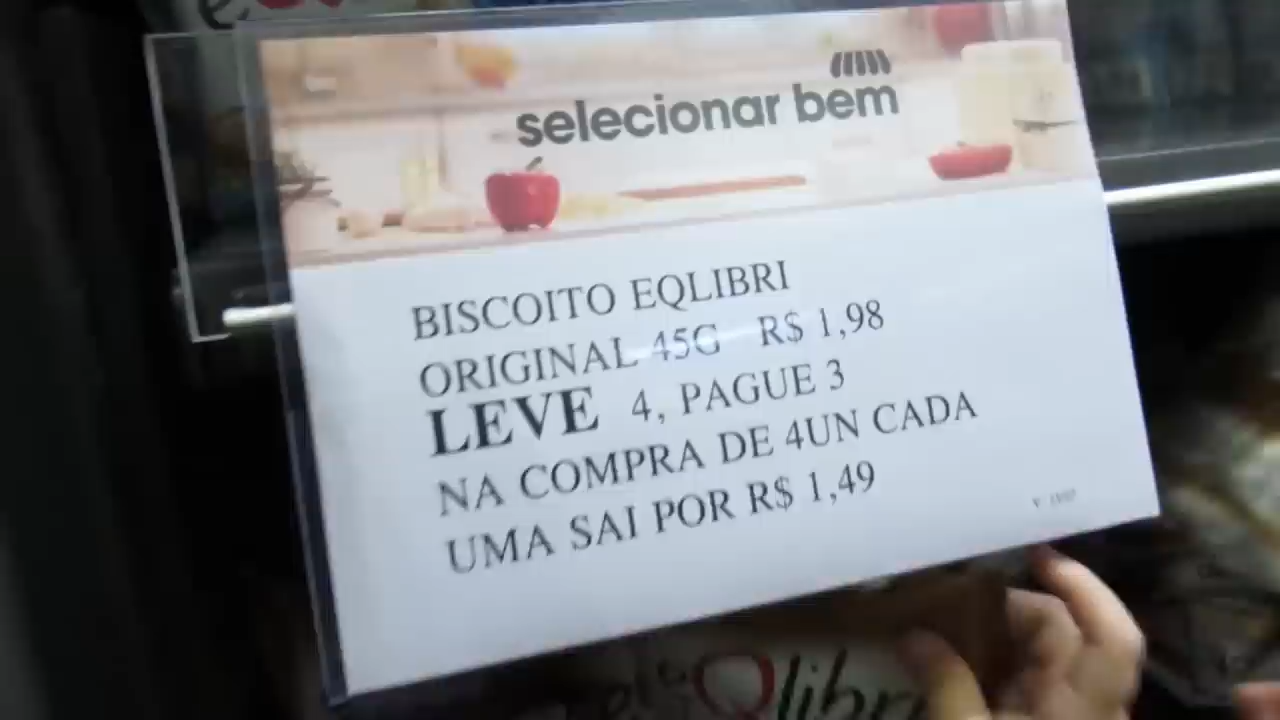 selecionar bem
BISCOITO EQLIBRI
ORIGINAL 45G R$ 1,98
LEVE 4, PAGUE 3
NA COMPRA DE 4UN CADA
UMA SAI POR R$ 1,49